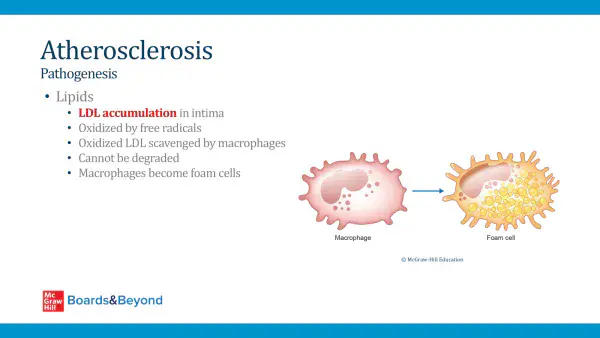 Atherosclerosis
Pathogenesis
• Lipids
• LDL accumulation in intima
• Oxidized by free radicals
• Oxidized LDL scavenged by macrophages
• Cannot be degraded
• Macrophages become foam cells
Macrophage
Foam cell
© McGraw-Hill Education
Mc
Graw
Hill
Boards&Beyond